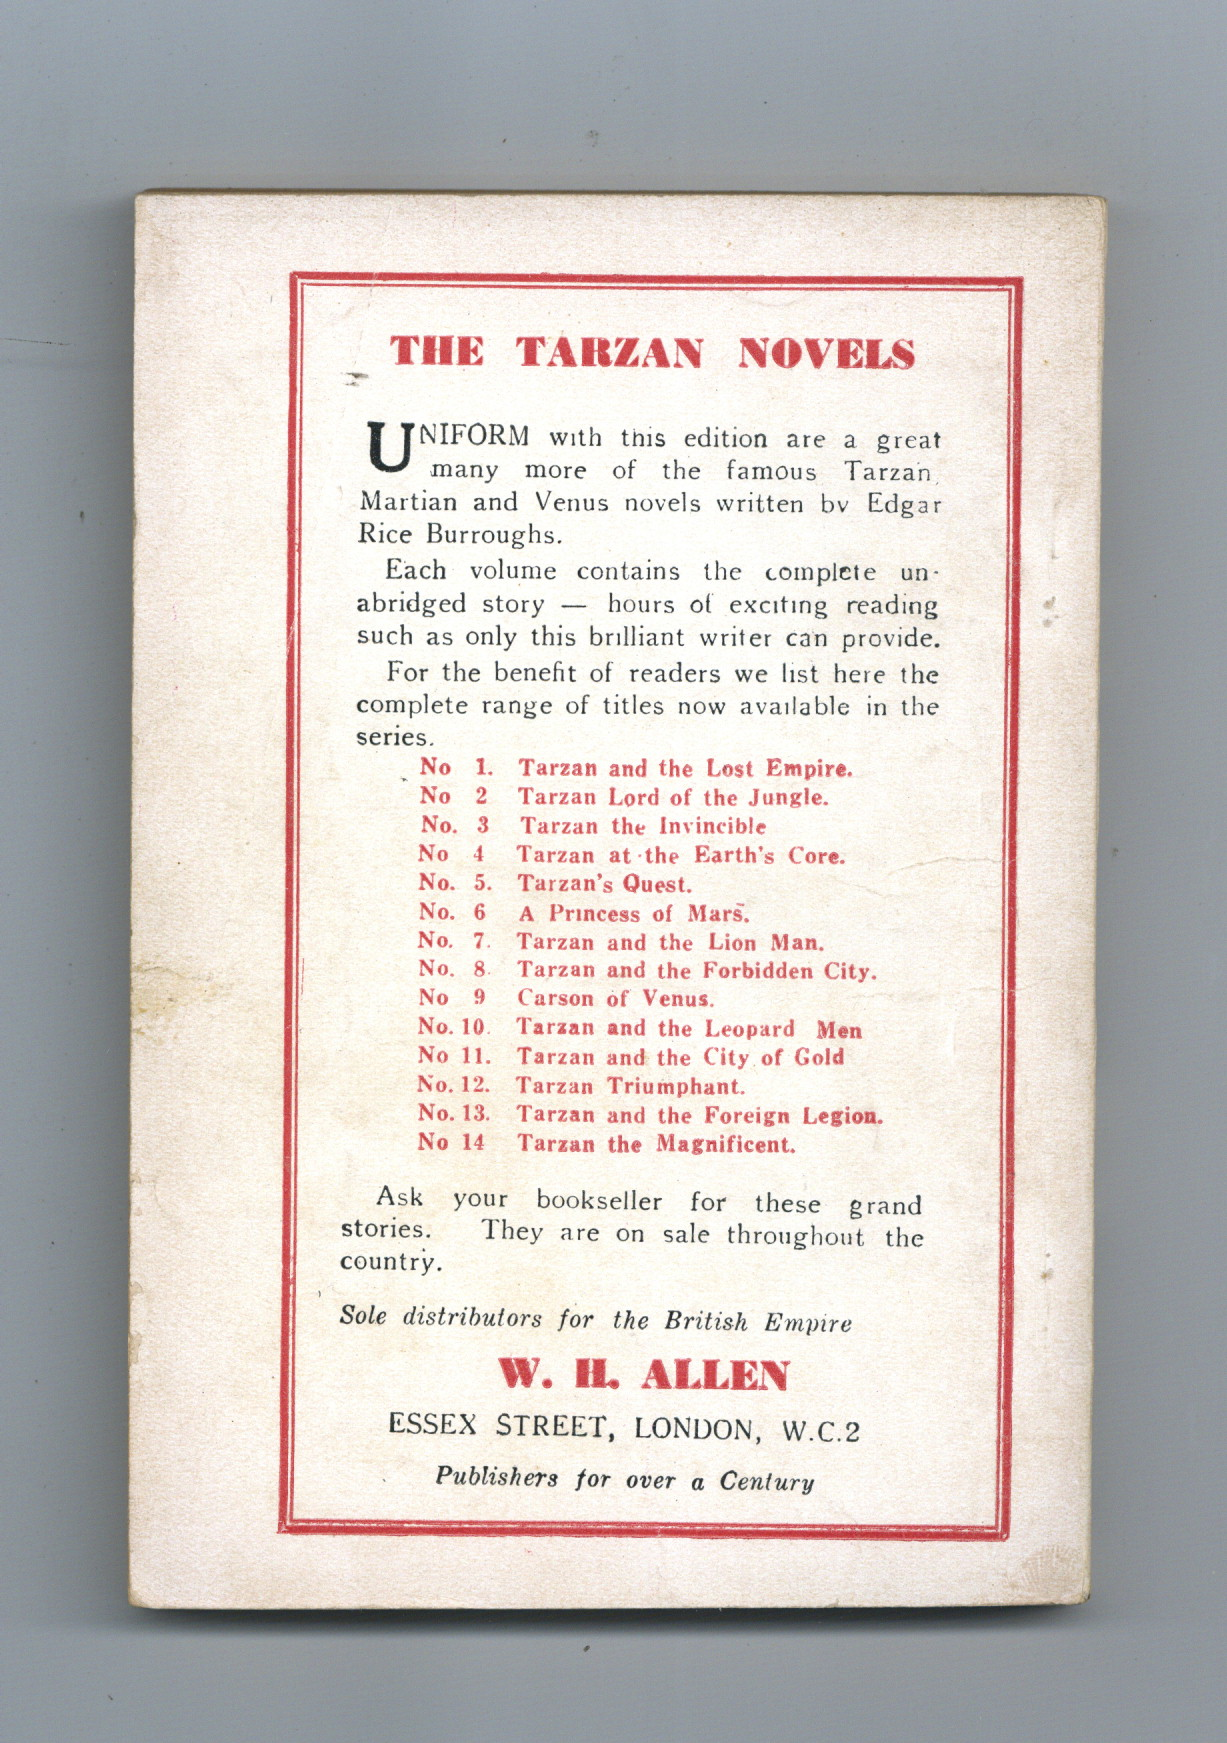 THE TARZAN NOVELS
UNIFORM with this edition are a great
many more of the famous Tarzan,
Martian and Venus novels written by Edgar
Rice Burroughs.
Each volume contains the complete un-
abridged story — hours of exciting reading
such as only this brilliant writer can provide.
For the benefit of readers we list here the
complete range of titles now available in the
series.
No 1. Tarzan and the Lost Empire.
No 2 Tarzan Lord of the Jungle.
No. 3 Tarzan the Invincible
No 4 Tarzan at the Earth's Core.
No. 5. Tarzan's Quest.
No. 6 A Princess of Mars.
No. 7. Tarzan and the Lion Man.
No. 8. Tarzan and the Forbidden City.
No 9 Carson of Venus.
No. 10. Tarzan and the Leopard Men
No 11. Tarzan and the City of Gold
No. 12. Tarzan Triumphant.
No. 13. Tarzan and the Foreign Legion.
No 14 Tarzan the Magnificent.
Ask your bookseller for these grand
stories. They are on sale throughout the
country.
Sole distributors for the British Empire
W. H. ALLEN
ESSEX STREET, LONDON, W.C.2
Publishers for over a Century